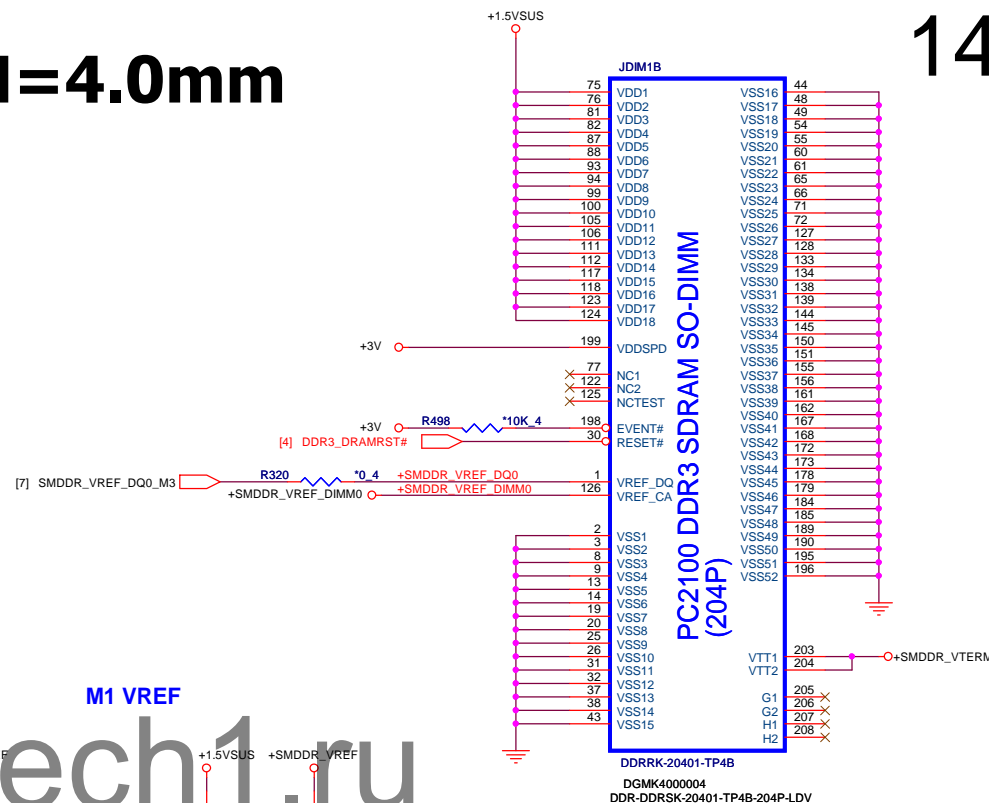 +1.5VSUS
=4.0mm
14
JDIM1B
75 VDD1
76 VDD2
81 VDD3
82 VDD4
87 VDD5
88 VDD6
93 VDD7
94 VDD8
99 VDD9
100 VDD10
105 VDD11
106 VDD12
111 VDD13
112 VDD14
117 VDD15
118 VDD16
123 VDD17
124 VDD18
+3V 199 VDDSPD
77 NC1
122 NC2
125 NCTEST
+3V R498 *10K_4 198 EVENT#
[4] DDR3_DRAMRST# 30 RESET#
[7] SMDDR_VREF_DQ0_M3 R320 *0_4 +SMDDR_VREF_DQ0 1 VREF_DQ
+SMDDR_VREF_DIMM0 +SMDDR_VREF_DIMM0 126 VREF_CA
2 VSS1
3 VSS2
8 VSS3
9 VSS4
13 VSS5
14 VSS6
19 VSS7
20 VSS8
25 VSS9
26 VSS10
31 VSS11
32 VSS12
37 VSS13
38 VSS14
43 VSS15
PC2100 DDR3 SDRAM SO-DIMM
(204P)
VSS16 44
VSS17 48
VSS18 49
VSS19 54
VSS20 55
VSS21 60
VSS22 61
VSS23 65
VSS24 66
VSS25 71
VSS26 72
VSS27 127
VSS28 128
VSS29 133
VSS30 134
VSS31 138
VSS32 139
VSS33 144
VSS34 145
VSS35 150
VSS36 151
VSS37 155
VSS38 156
VSS39 161
VSS40 162
VSS41 167
VSS42 168
VSS43 172
VSS44 173
VSS45 178
VSS46 179
VSS47 184
VSS48 185
VSS49 189
VSS50 190
VSS51 195
VSS52 196
VTT1 203
VTT2 204
+SMDDR_VTERM
G1 205
G2 206
H1 207
H2 208
DDRRK-20401-TP4B
DGMK4000004
DDR-DDRSK-20401-TP4B-204P-LDV
M1 VREF
ech1.ru
+1.5VSUS +SMDDR_VREF